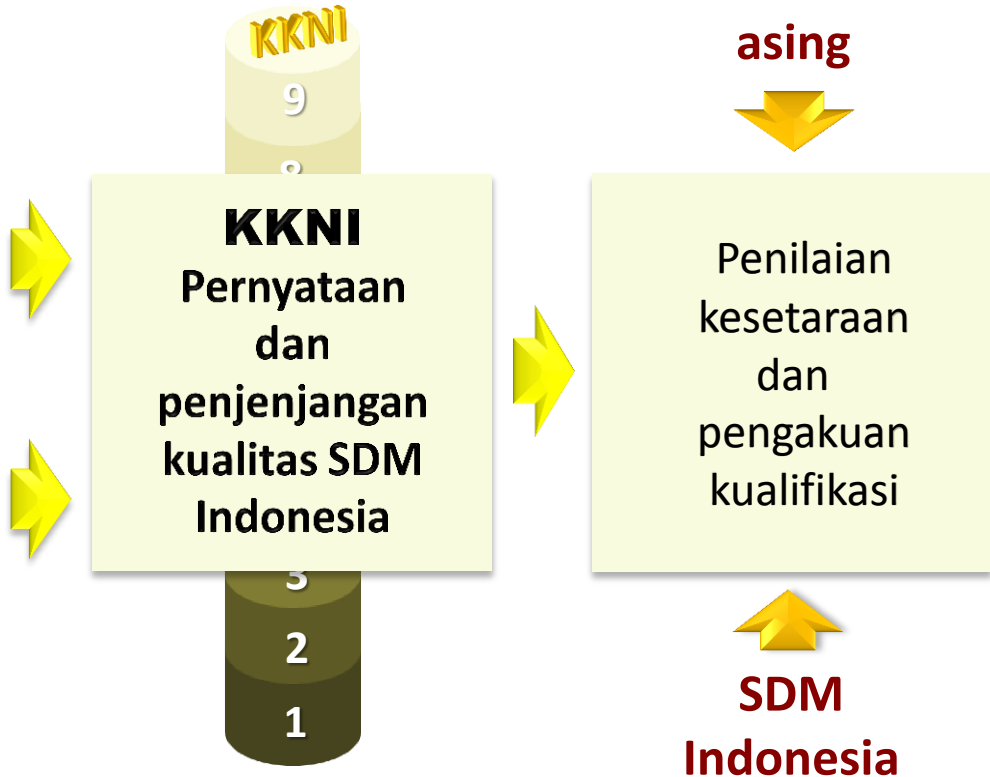 KKNI
9
8
KKNI
Pernyataan
dan
penjenjangan
kualitas SDM
Indonesia
3
2
1
asing
Penilaian
kesetaraan
dan
pengakuan
kualifikasi
SDM
Indonesia